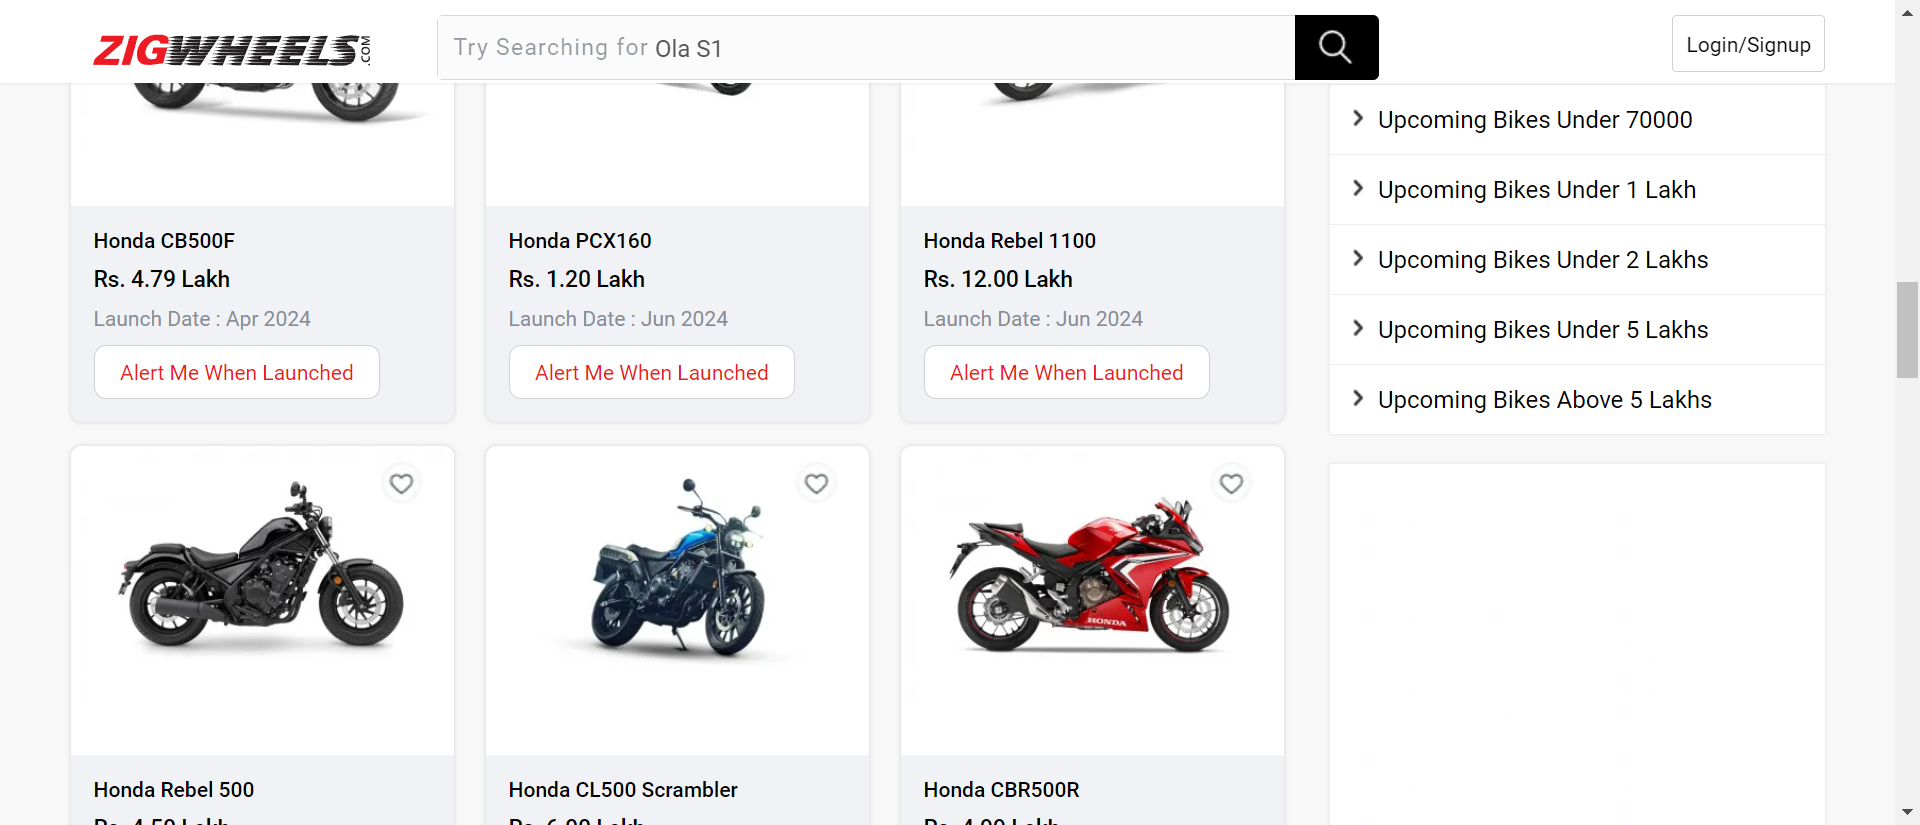 ZIGWHEELS.COM
Try Searching for Ola S1
Login/Signup
Honda CB500F
Rs. 4.79 Lakh
Launch Date : Apr 2024
Alert Me When Launched
Honda PCX160
Rs. 1.20 Lakh
Launch Date : Jun 2024
Alert Me When Launched
Honda Rebel 1100
Rs. 12.00 Lakh
Launch Date : Jun 2024
Alert Me When Launched
Honda Rebel 500
Honda CL500 Scrambler
HONDA
Honda CBR500R
Upcoming Bikes Under 70000
Upcoming Bikes Under 1 Lakh
Upcoming Bikes Under 2 Lakhs
Upcoming Bikes Under 5 Lakhs
Upcoming Bikes Above 5 Lakhs